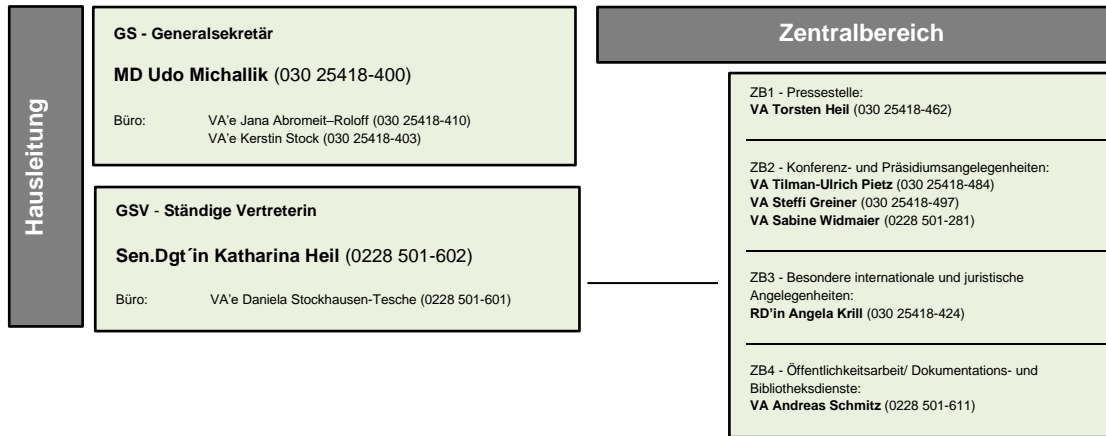 Hausleitung
GS - Generalsekretär
MD Udo Michallik (030 25418-400)
Büro: VA'e Jana Abromeit–Roloff (030 25418-410)
VA'e Kerstin Stock (030 25418-403)
GSV - Ständige Vertreterin
Sen.Dgt´in Katharina Heil (0228 501-602)
Büro: VA'e Daniela Stockhausen-Tesche (0228 501-601)
Zentralbereich
ZB1 - Pressestelle:
VA Torsten Heil (030 25418-462)
ZB2 - Konferenz- und Präsidiumsangelegenheiten:
VA Tilman-Ulrich Pietz (030 25418-484)
VA Steffi Greiner (030 25418-497)
VA Sabine Widmaier (0228 501-281)
ZB3 - Besondere internationale und juristische
Angelegenheiten:
RD'in Angela Krill (030 25418-424)
ZB4 - Öffentlichkeitsarbeit/ Dokumentations- und
Bibliotheksdienste:
VA Andreas Schmitz (0228 501-611)